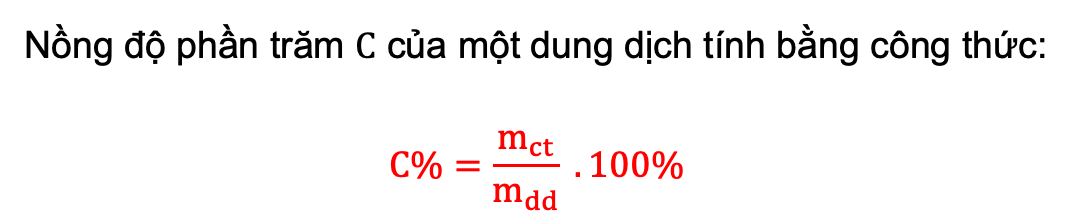 Nồng độ phần trăm C của một dung dịch tính bằng công thức:
C% = m_ct / m_dd . 100%